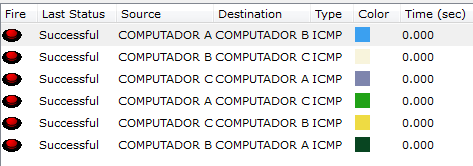 Fire Last Status Source Destination Type Color Time (sec)
Successful COMPUTADOR A COMPUTADOR B ICMP 0.000
Successful COMPUTADOR B COMPUTADOR C ICMP 0.000
Successful COMPUTADOR C COMPUTADOR A ICMP 0.000
Successful COMPUTADOR A COMPUTADOR C ICMP 0.000
Successful COMPUTADOR C COMPUTADOR B ICMP 0.000
Successful COMPUTADOR B COMPUTADOR A ICMP 0.000